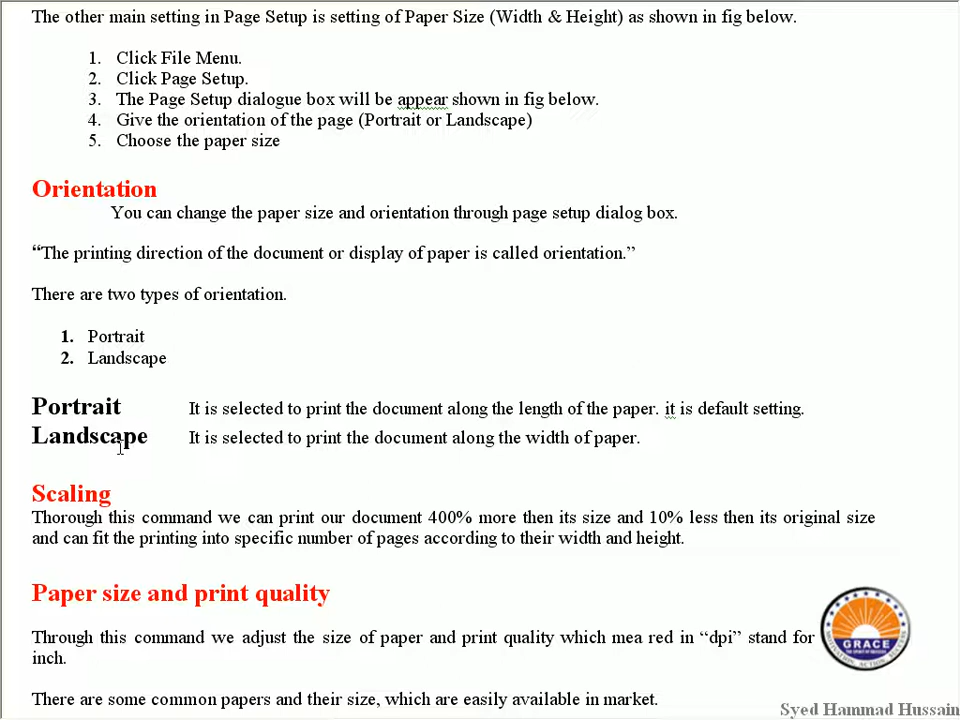 The other main setting in Page Setup is setting of Paper Size (Width & Height) as shown in fig below.
1. Click File Menu.
2. Click Page Setup.
3. The Page Setup dialogue box will be appear shown in fig below.
4. Give the orientation of the page (Portrait or Landscape)
5. Choose the paper size
Orientation
You can change the paper size and orientation through page setup dialog box.
“The printing direction of the document or display of paper is called orientation.”
There are two types of orientation.
1. Portrait
2. Landscape
Portrait It is selected to print the document along the length of the paper. it is default setting.
Landscape It is selected to print the document along the width of paper.
Scaling
Thorough this command we can print our document 400% more then its size and 10% less then its original size
and can fit the printing into specific number of pages according to their width and height.
Paper size and print quality
Through this command we adjust the size of paper and print quality which mea red in “dpi” stand for
inch.
GRACE
There are some common papers and their size, which are easily available in market.
Syed Hammad Hussain